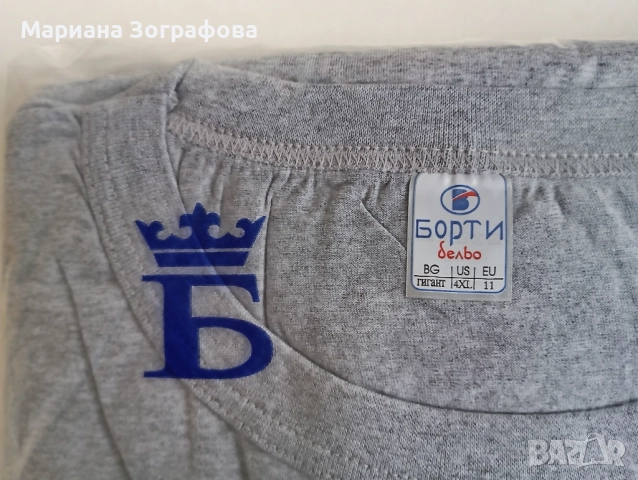 Мариана Зографова
Б
Б
БОРТИ
бельо
BG US EU
ГИГАНТ 4XL 11
BAZAR